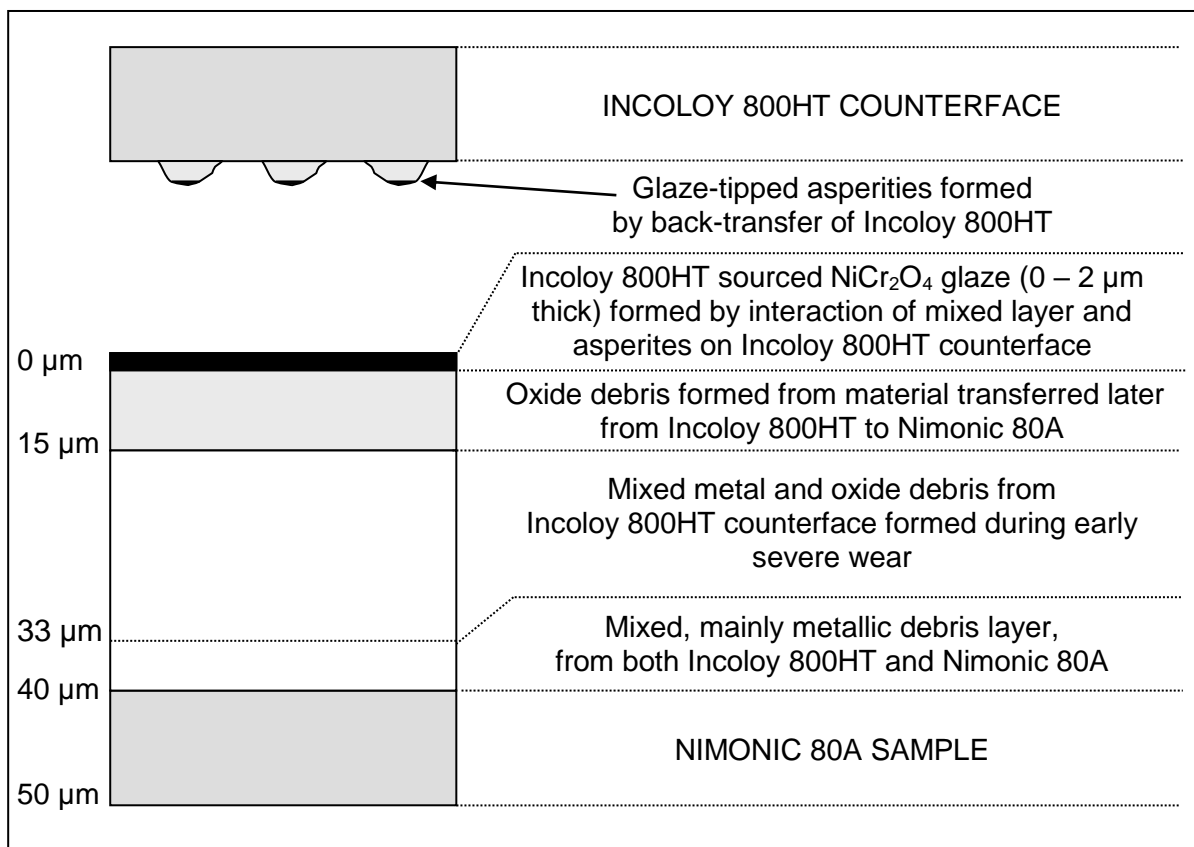 INCOLOY 800HT COUNTERFACE
Glaze-tipped asperities formed
by back-transfer of Incoloy 800HT
Incoloy 800HT sourced NiCr₂O₄ glaze (0 – 2 µm
thick) formed by interaction of mixed layer and
asperites on Incoloy 800HT counterface
0 µm
Oxide debris formed from material transferred later
from Incoloy 800HT to Nimonic 80A
15 µm
Mixed metal and oxide debris from
Incoloy 800HT counterface formed during early
severe wear
33 µm
Mixed, mainly metallic debris layer,
from both Incoloy 800HT and Nimonic 80A
40 µm
NIMONIC 80A SAMPLE
50 µm